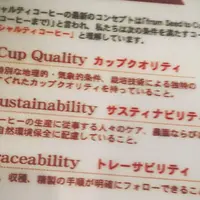 ャルティコーヒーの最新のコンセプトは「from Seed to Cu
コーヒーまで)」と言われ、私たちは次の条件を満たすコー
シャルティコーヒー」と理解しています。
Cup Quality カップクオリティ
特別な地理的・気象的条件、栽培技術による独特の
ぐれたカップクオリティを持っていること。
ustainability サスティナビリテ
コーヒーの生産に従事する人々のケア、農園ならび
自然環境保全に配慮していること。
raceability トレーサビリティ
、収穫、精製の手順が明確にフォローできるこ